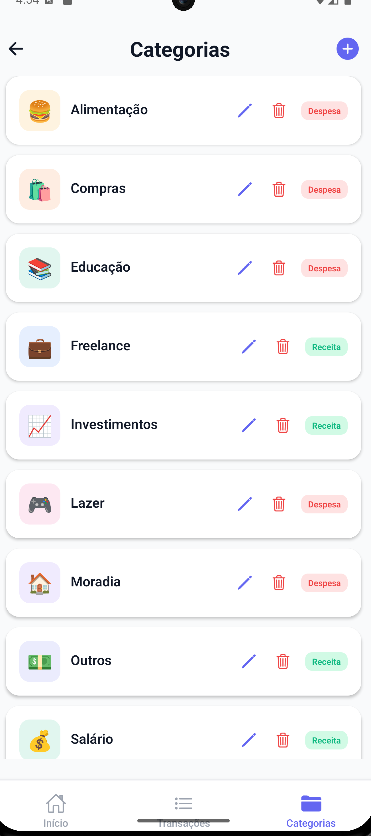 4:54
Categorias
Alimentação Despesa
Compras Despesa
Educação Despesa
Freelance Receita
Investimentos Receita
Lazer Despesa
Moradia Despesa
Outros Receita
Salário Receita
Início Transações Categorias